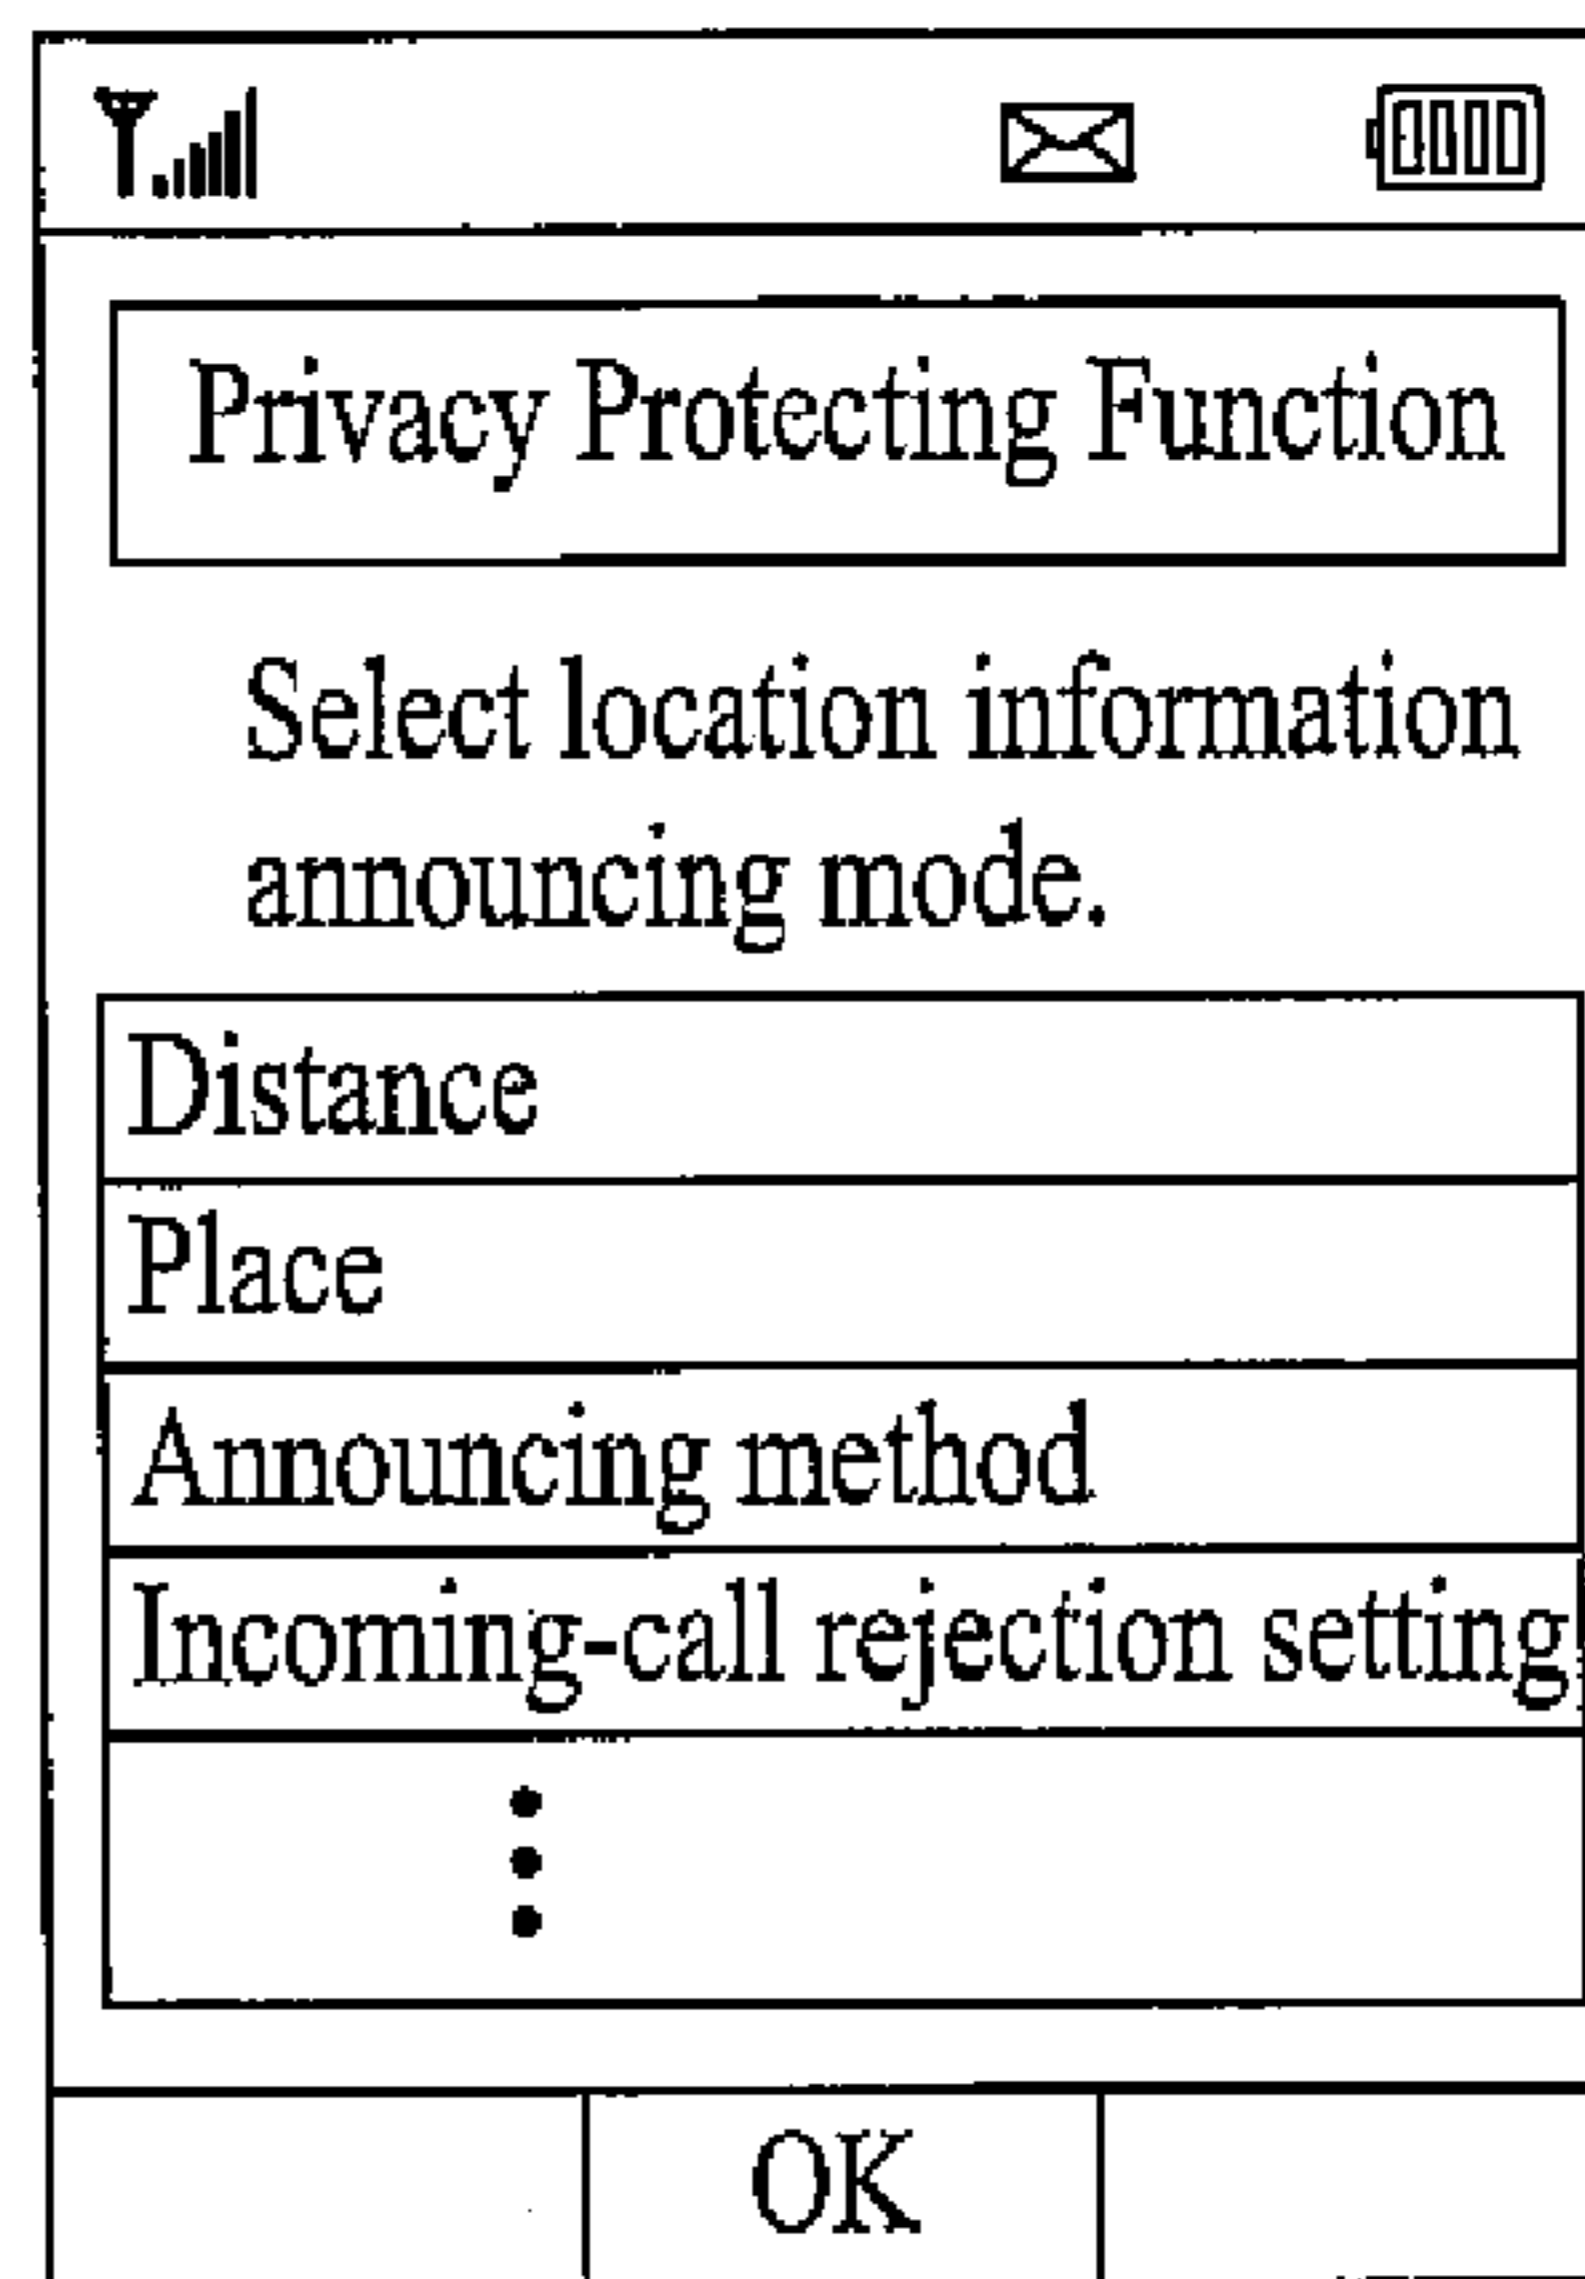 Privacy Protecting Function
Select location information
announcing mode.
Distance
Place
Announcing method
Incoming-call rejection setting
OK